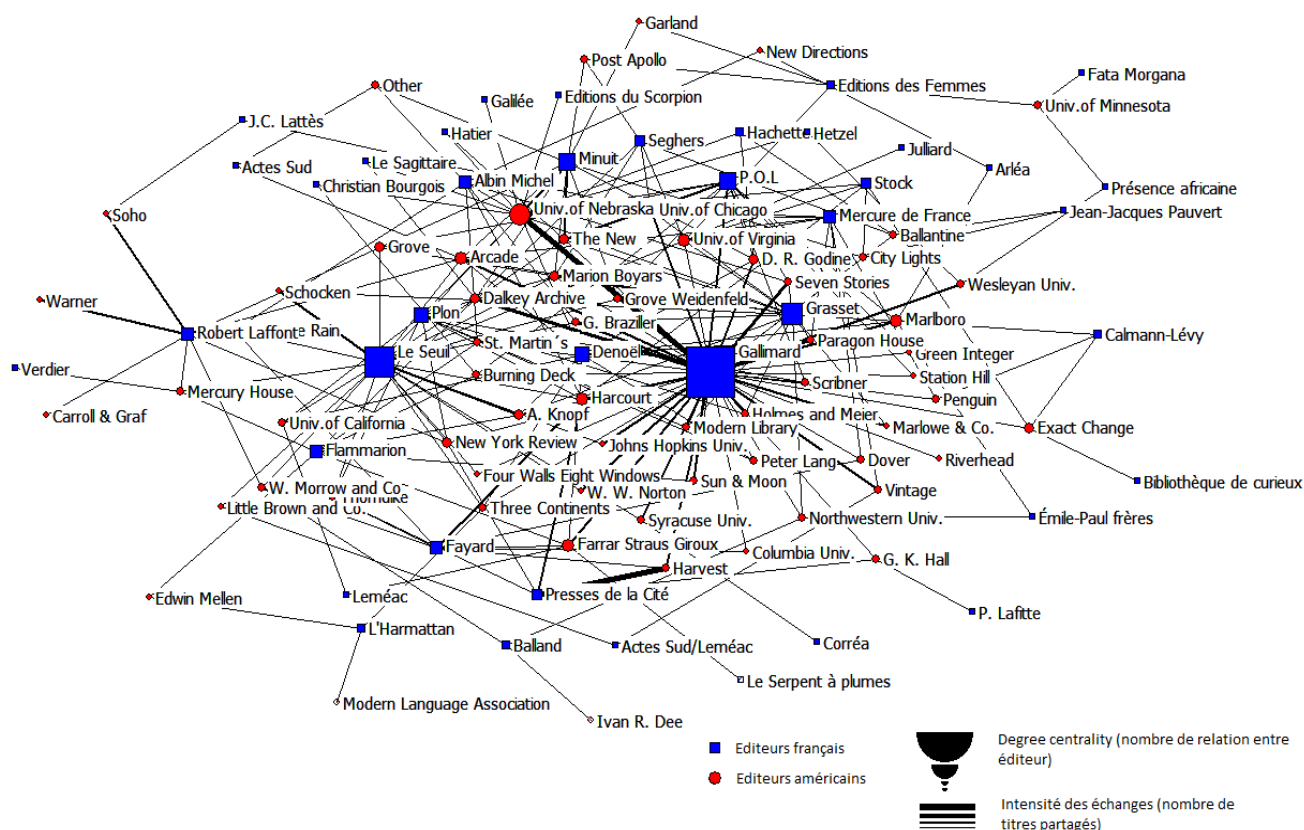 Garland
New Directions
Post Apollo
Fata Morgana
Other
Editions des Femmes
Galilée
Editions du Scorpion
Univ.of Minnesota
J.C. Lattès
Hatier
Seghers
Hachette
Hetzel
Julliard
Actes Sud
Le Sagittaire
Minuit
Arléa
Christian Bourgois
Albin Michel
P.O.L
Stock
Présence africaine
Soho
Univ.of Nebraska
Univ.of Chicago
Mercure de France
Jean-Jacques Pauvert
Grove
The New
Univ.of Virginia
Ballantine
Arcade
D. R. Godine
City Lights
Marion Boyars
Seven Stories
Wesleyan Univ.
Warner
Schocken
Dalkey Archive
Grove Weidenfeld
Plon
Grasset
G. Braziller
Marlboro
Robert Laffont
e Rain
St. Martin´s
Paragon House
Calmann-Lévy
Le Seuil
Denoël
Gallimard
Green Integer
Verdier
Burning Deck
Station Hill
Mercury House
Harcourt
Scribner
Penguin
Carroll & Graf
Univ.of California
A. Knopf
Holmes and Meier
Modern Library
Marlowe & Co.
Exact Change
New York Review
Johns Hopkins Univ.
Flammarion
Peter Lang
Dover
Riverhead
Four Walls Eight Windows
Sun & Moon
Bibliothèque de curieux
W. Morrow and Co
W. W. Norton
Vintage
Little Brown and Co.
Three Continents
Syracuse Univ.
Northwestern Univ.
Émile-Paul frères
Fayard
Farrar Straus Giroux
Columbia Univ.
G. K. Hall
Harvest
Edwin Mellen
Leméac
Presses de la Cité
P. Lafitte
L'Harmattan
Balland
Actes Sud/Leméac
Corréa
Le Serpent à plumes
Modern Language Association
Ivan R. Dee
Editeurs français
Editeurs américains
Degree centrality (nombre de relation entre
éditeur)
Intensité des échanges (nombre de
titres partagés)